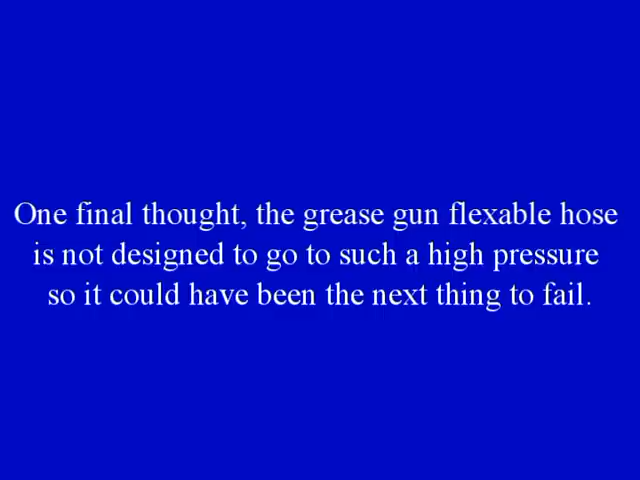 One final thought, the grease gun flexable hose
is not designed to go to such a high pressure
so it could have been the next thing to fail.